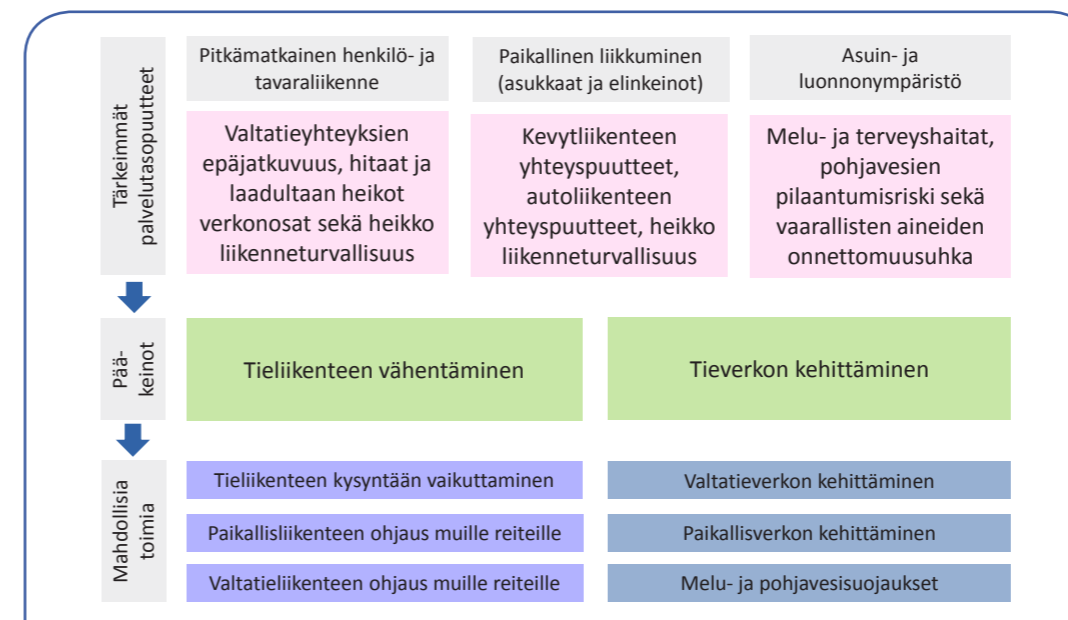 Tärkeimmät
palvelutasopuutteet
Pitkämatkainen henkilö- ja
tavaraliikenne
Paikallinen liikkuminen
(asukkaat ja elinkeinot)
Asuin- ja
luonnonympäristö
Valtatieyhteyksien
epäjatkuvuus, hitaat ja
laadultaan heikot
verkonosat sekä heikko
liikenneturvallisuus
Kevytliikenteen
yhteyspuutteet,
autoliikenteen
yhteyspuutteet, heikko
liikenneturvallisuus
Melu- ja terveyshaitat,
pohjavesien
pilaantumisriski sekä
vaarallisten aineiden
onnettomuusuhka
Pää-
keinot
Tieliikenteen vähentäminen
Tieverkon kehittäminen
Mahdollisia
toimia
Tieliikenteen kysyntään vaikuttaminen
Valtatieverkon kehittäminen
Paikallisliikenteen ohjaus muille reiteille
Paikallisverkon kehittäminen
Valtatieliikenteen ohjaus muille reiteille
Melu- ja pohjavesisuojaukset